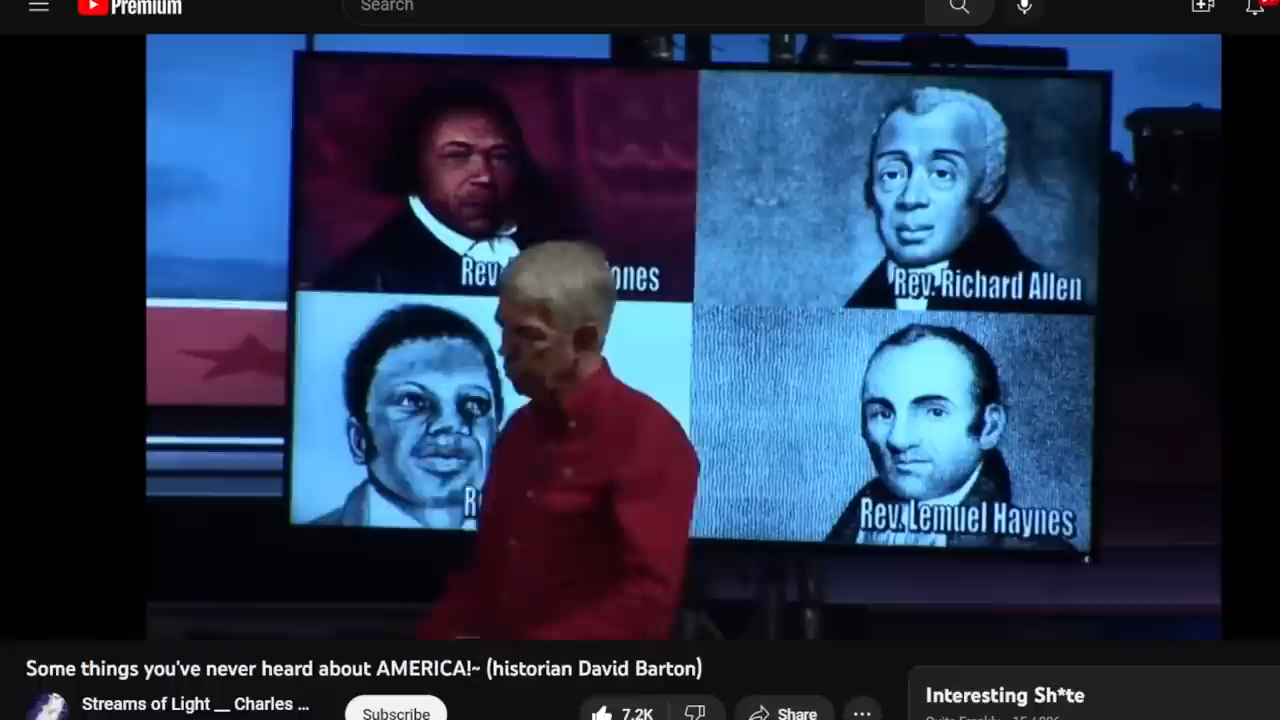 Premium
Search
Rev. ones
Rev. Richard Allen
Rev. Lemuel Haynes
Some things you've never heard about AMERICA!~ (historian David Barton)
Streams of Light __ Charles ...
Subscribe
7.2K
Share
...
Interesting Sh*te